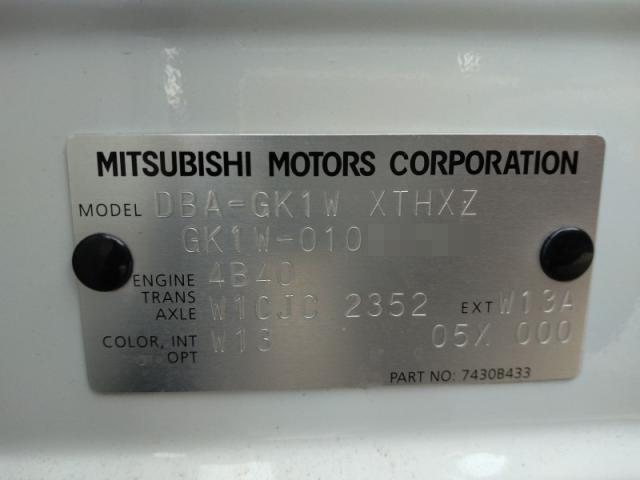 MITSUBISHI MOTORS CORPORATION
MODEL DBA-GK1W XTHXZ
GK1W-010
ENGINE 4B40
TRANS
AXLE W1CJC 2352 EXT W13A
COLOR, INT W13 05X 000
OPT
PART NO: 7430B433